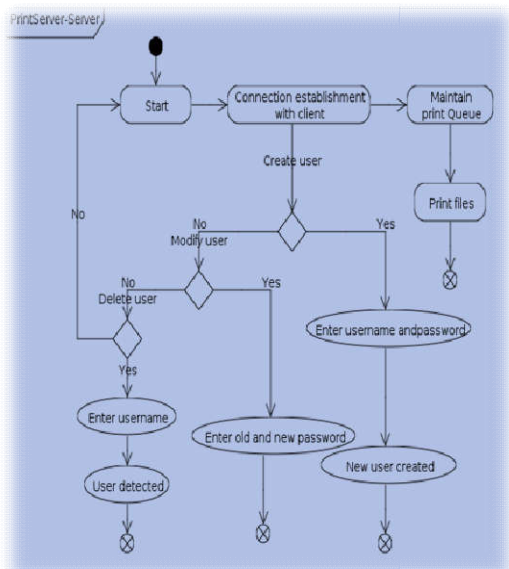 PrintServer-Server
Start
Connection establishment
with client
Maintain
print Queue
Create user
Print files
No
No
Yes
Modify user
No
Yes
Delete user
Enter username andpassword
Yes
Enter username
Enter old and new password
New user created
User detected